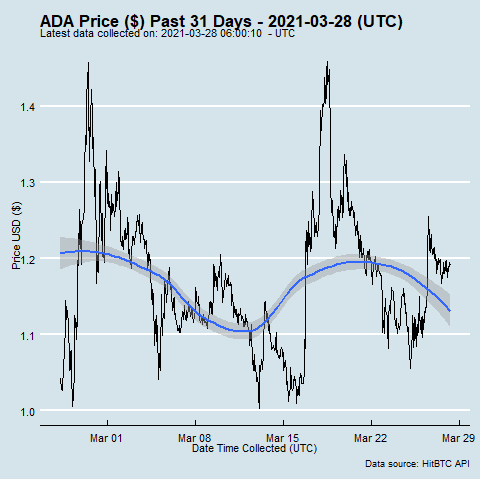 ADA Price ($) Past 31 Days - 2021-03-28 (UTC)
Latest data collected on: 2021-03-28 06:00:10 - UTC
Price USD ($)
1.4
1.3
1.2
1.1
1.0
Mar 01 Mar 08 Mar 15 Mar 22 Mar 29
Date Time Collected (UTC)
Data source: HitBTC API